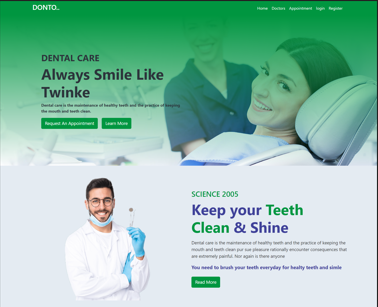 DONTO..
Home Doctors Appointment login Register
DENTAL CARE
Always Smile Like
Twinke
Dental care is the maintenance of healthy teeth and the practice of keeping
the mouth and teeth clean.
Request An Appointment Learn More
SCIENCE 2005
Keep your Teeth
Clean & Shine
Dental care is the maintenance of healthy teeth and the practice of keeping the
mouth and teeth clean pur sue pleasure rationally encounter consequences that
are extremely painful. Nor again is there anyone
You need to brush your teeth everyday for healty teeth and simle
Read More